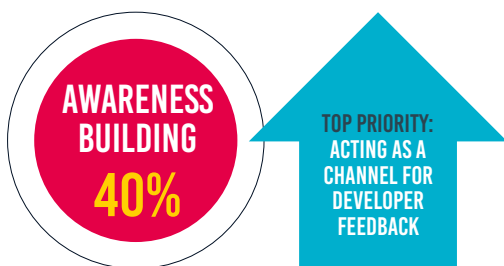 AWARENESS
BUILDING
40%
TOP PRIORITY:
ACTING AS A
CHANNEL FOR
DEVELOPER
FEEDBACK